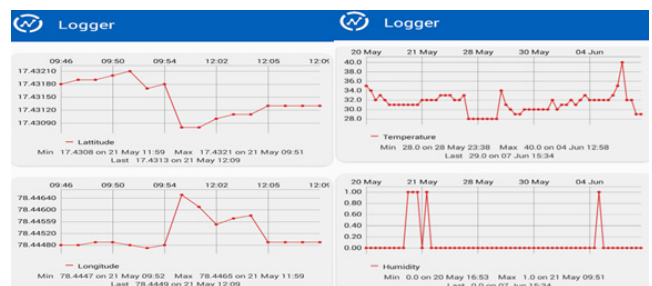 Logger
09:46 09:50 09:54 12:02 12:05 12:09
17.43210
17.43180
17.43150
17.43120
17.43090
Lattitude
Min 17.4308 on 21 May 11:59 Max 17.4321 on 21 May 09:51
Last 17.4313 on 21 May 12:09
09:46 09:50 09:54 12:02 12:05 12:09
78.44640
78.44600
78.44559
78.44520
78.44480
Longitude
Min 78.4447 on 21 May 09:52 Max 78.4465 on 21 May 11:59
Last 78.4449 on 21 May 12:09
Logger
20 May 21 May 28 May 30 May 04 Jun
40.0
38.0
36.0
34.0
32.0
30.0
28.0
Temperature
Min 28.0 on 28 May 23:38 Max 40.0 on 04 Jun 12:58
Last 29.0 on 07 Jun 15:34
20 May 21 May 28 May 30 May 04 Jun
1.00
0.80
0.60
0.40
0.20
0.00
Humidity
Min 0.0 on 20 May 16:53 Max 1.0 on 21 May 09:51
Last 0.0 on 07 Jun 15:34